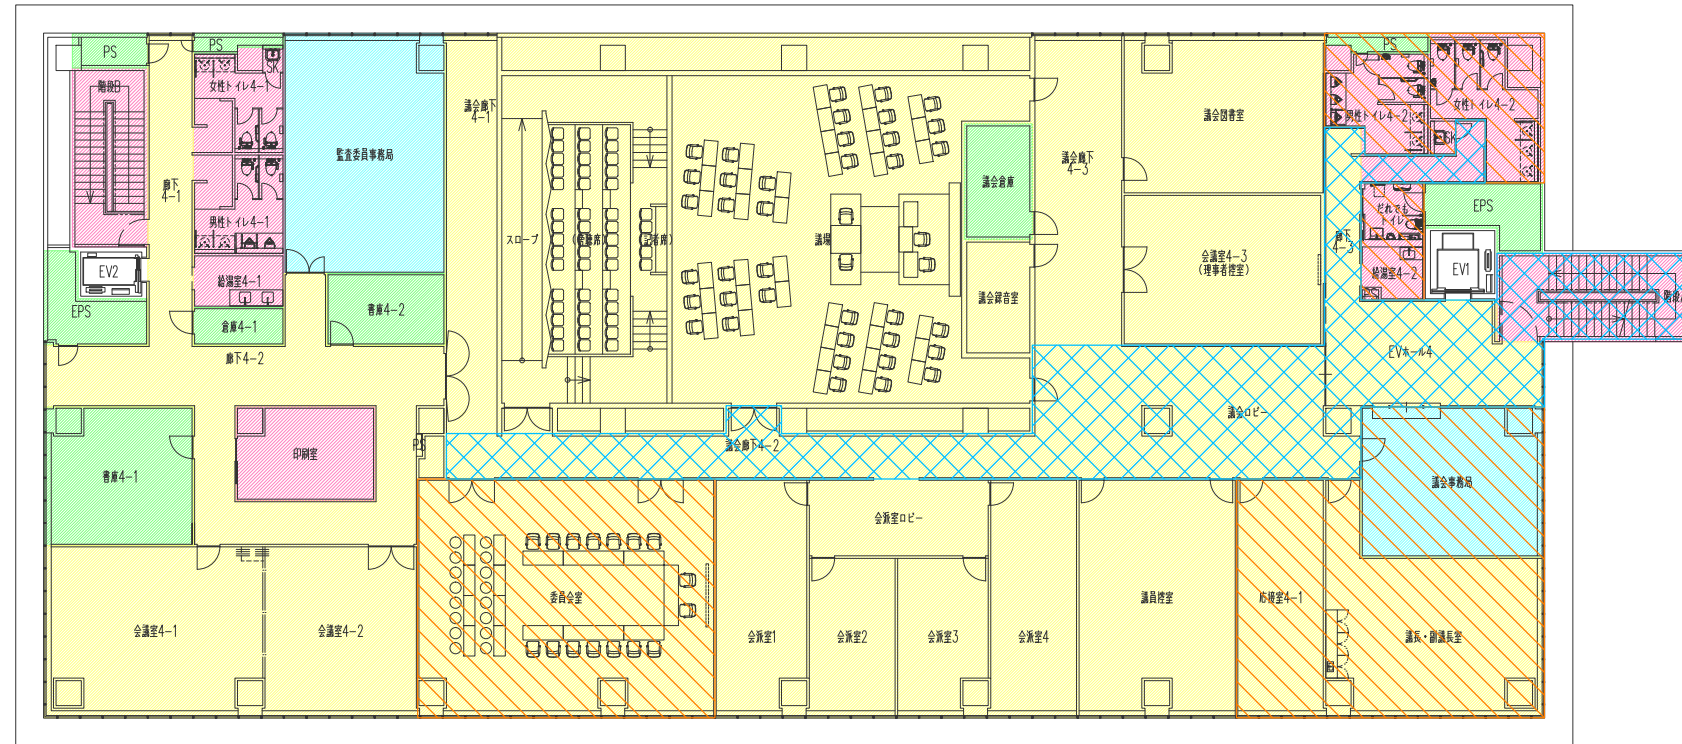 PS
PS
PS
SK
階段B
女性トイレ4-1
議会廊下
4-1
監査委員事務局
廊下
4-1
男性トイレ4-1
給湯室4-1
EV2
EPS
倉庫4-1
書庫4-2
廊下4-2
スロープ
(傍聴席)
(記者席)
議場
議会倉庫
議会録音室
議会廊下
4-3
議会図書室
会議室4-3
(理事者控室)
男性トイレ4-2
女性トイレ4-2
SK
だれでも
トイレ
廊下
4-3
給湯室4-2
PS
EPS
EV1
階段A
EVホール4
議会ロビー
議会廊下4-2
PS
書庫4-1
印刷室
議会事務局
会議室4-1
会議室4-2
委員会室
会派室ロビー
会派室1
会派室2
会派室3
会派室4
議員控室
応接室4-1
議長・副議長室